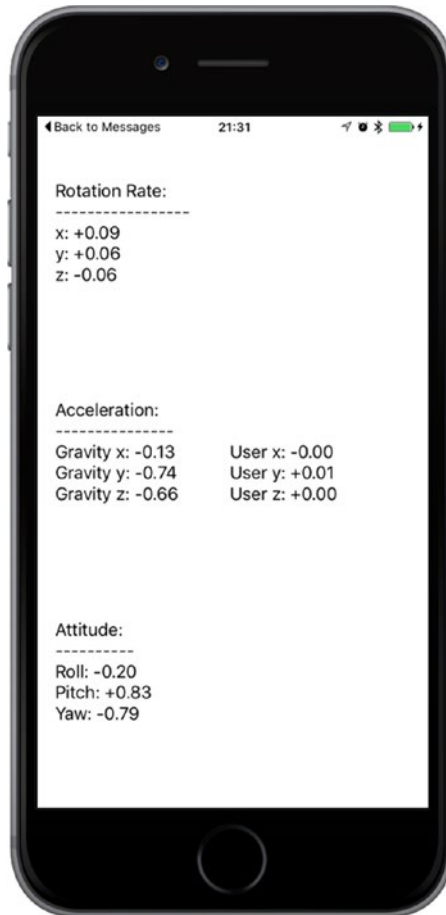 Back to Messages 21:31
Rotation Rate:
-----------------
x: +0.09
y: +0.06
z: -0.06
Acceleration:
---------------
Gravity x: -0.13 User x: -0.00
Gravity y: -0.74 User y: +0.01
Gravity z: -0.66 User z: +0.00
Attitude:
----------
Roll: -0.20
Pitch: +0.83
Yaw: -0.79